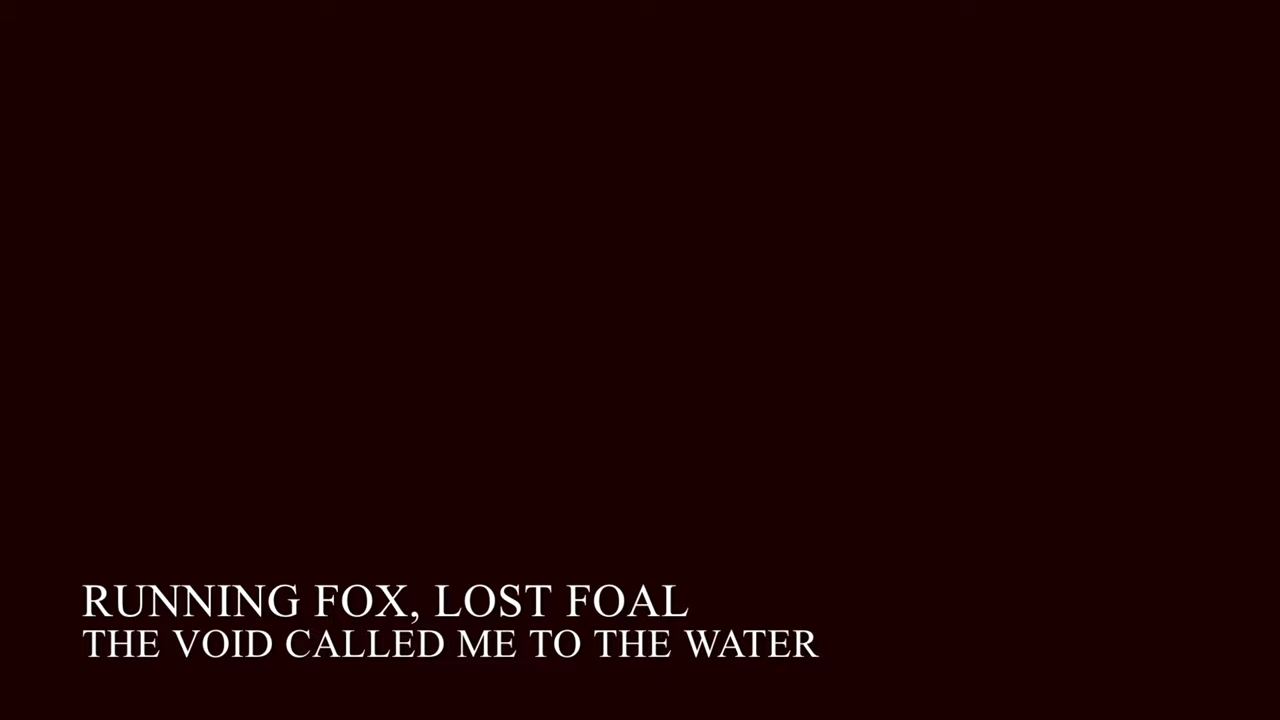 RUNNING FOX, LOST FOAL
THE VOID CALLED ME TO THE WATER